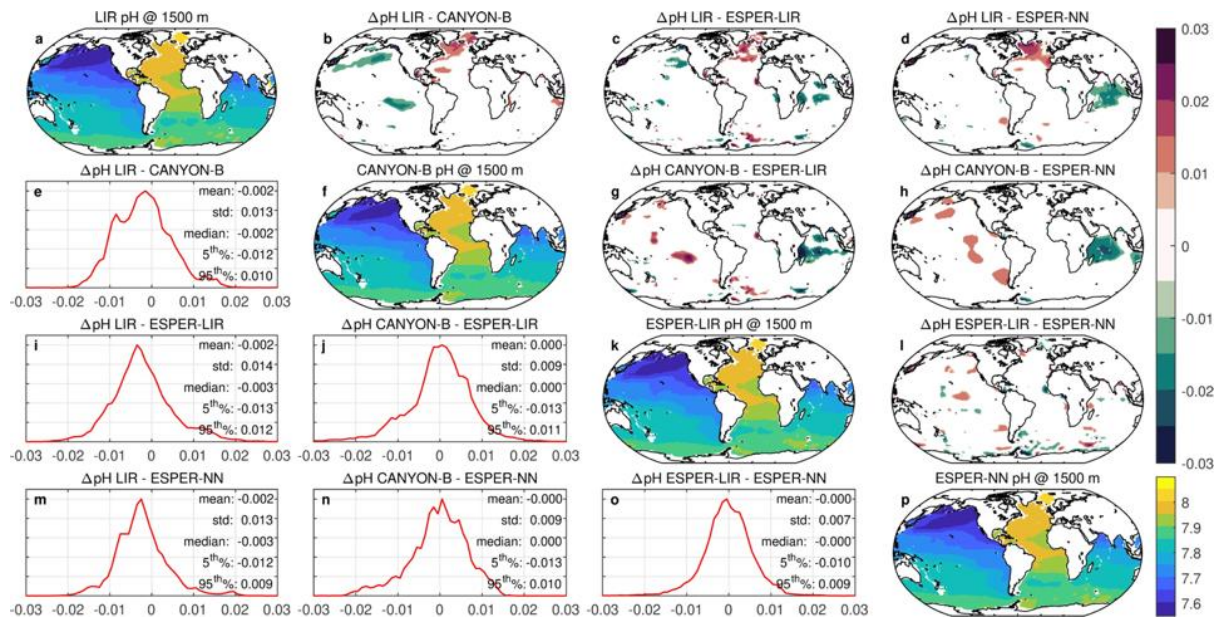 LIR pH @ 1500 m
ΔpH LIR - CANYON-B
ΔpH LIR - ESPER-LIR
ΔpH LIR - ESPER-NN
a
b
c
d
0.03
0.02
0.01
0
-0.01
-0.02
-0.03
ΔpH LIR - CANYON-B
CANYON-B pH @ 1500 m
ΔpH CANYON-B - ESPER-LIR
ΔpH CANYON-B - ESPER-NN
e
mean: -0.002
std: 0.013
median: -0.002
5th%: -0.012
95th%: 0.010
-0.03 -0.02 -0.01 0 0.01 0.02 0.03
f
g
h
ΔpH LIR - ESPER-LIR
ΔpH CANYON-B - ESPER-LIR
ESPER-LIR pH @ 1500 m
ΔpH ESPER-LIR - ESPER-NN
i
mean: -0.002
std: 0.014
median: -0.003
5th%: -0.013
95th%: 0.012
-0.03 -0.02 -0.01 0 0.01 0.02 0.03
j
mean: 0.000
std: 0.009
median: 0.000
5th%: -0.013
95th%: 0.011
-0.03 -0.02 -0.01 0 0.01 0.02 0.03
k
l
ΔpH LIR - ESPER-NN
ΔpH CANYON-B - ESPER-NN
ΔpH ESPER-LIR - ESPER-NN
ESPER-NN pH @ 1500 m
m
mean: -0.002
std: 0.013
median: -0.003
5th%: -0.012
95th%: 0.009
-0.03 -0.02 -0.01 0 0.01 0.02 0.03
n
mean: -0.000
std: 0.009
median: 0.000
5th%: -0.013
95th%: 0.010
-0.03 -0.02 -0.01 0 0.01 0.02 0.03
o
mean: -0.000
std: 0.007
median: -0.000
5th%: -0.010
95th%: 0.009
-0.03 -0.02 -0.01 0 0.01 0.02 0.03
p
8
7.9
7.8
7.7
7.6